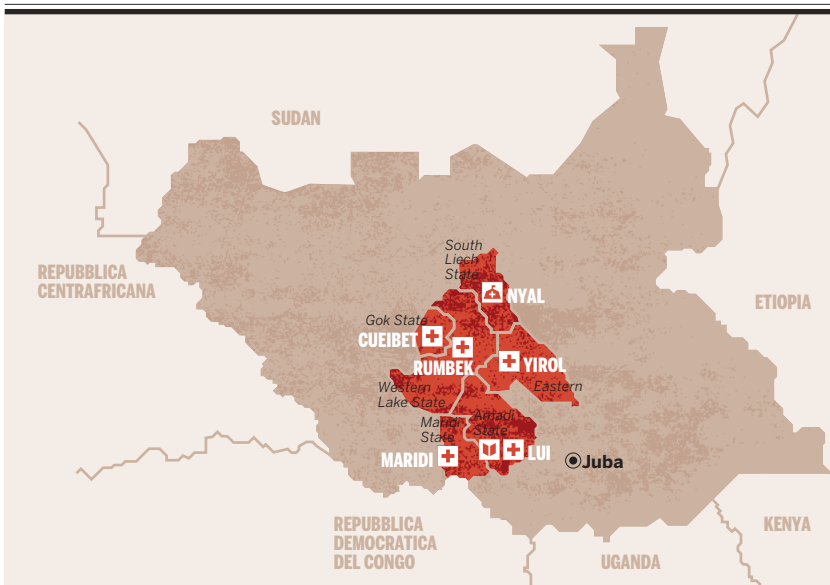 SUDAN
South
Liech
State
REPUBBLICA
CENTRAFRICANA
NYAL
ETIOPIA
Gok State
CUEIBET
RUMBEK
YIROL
Western
Lake State
Eastern
Maridi
State
Amadi
State
MARIDI
LUI
Juba
REPUBBLICA
DEMOCRATICA
DEL CONGO
UGANDA
KENYA